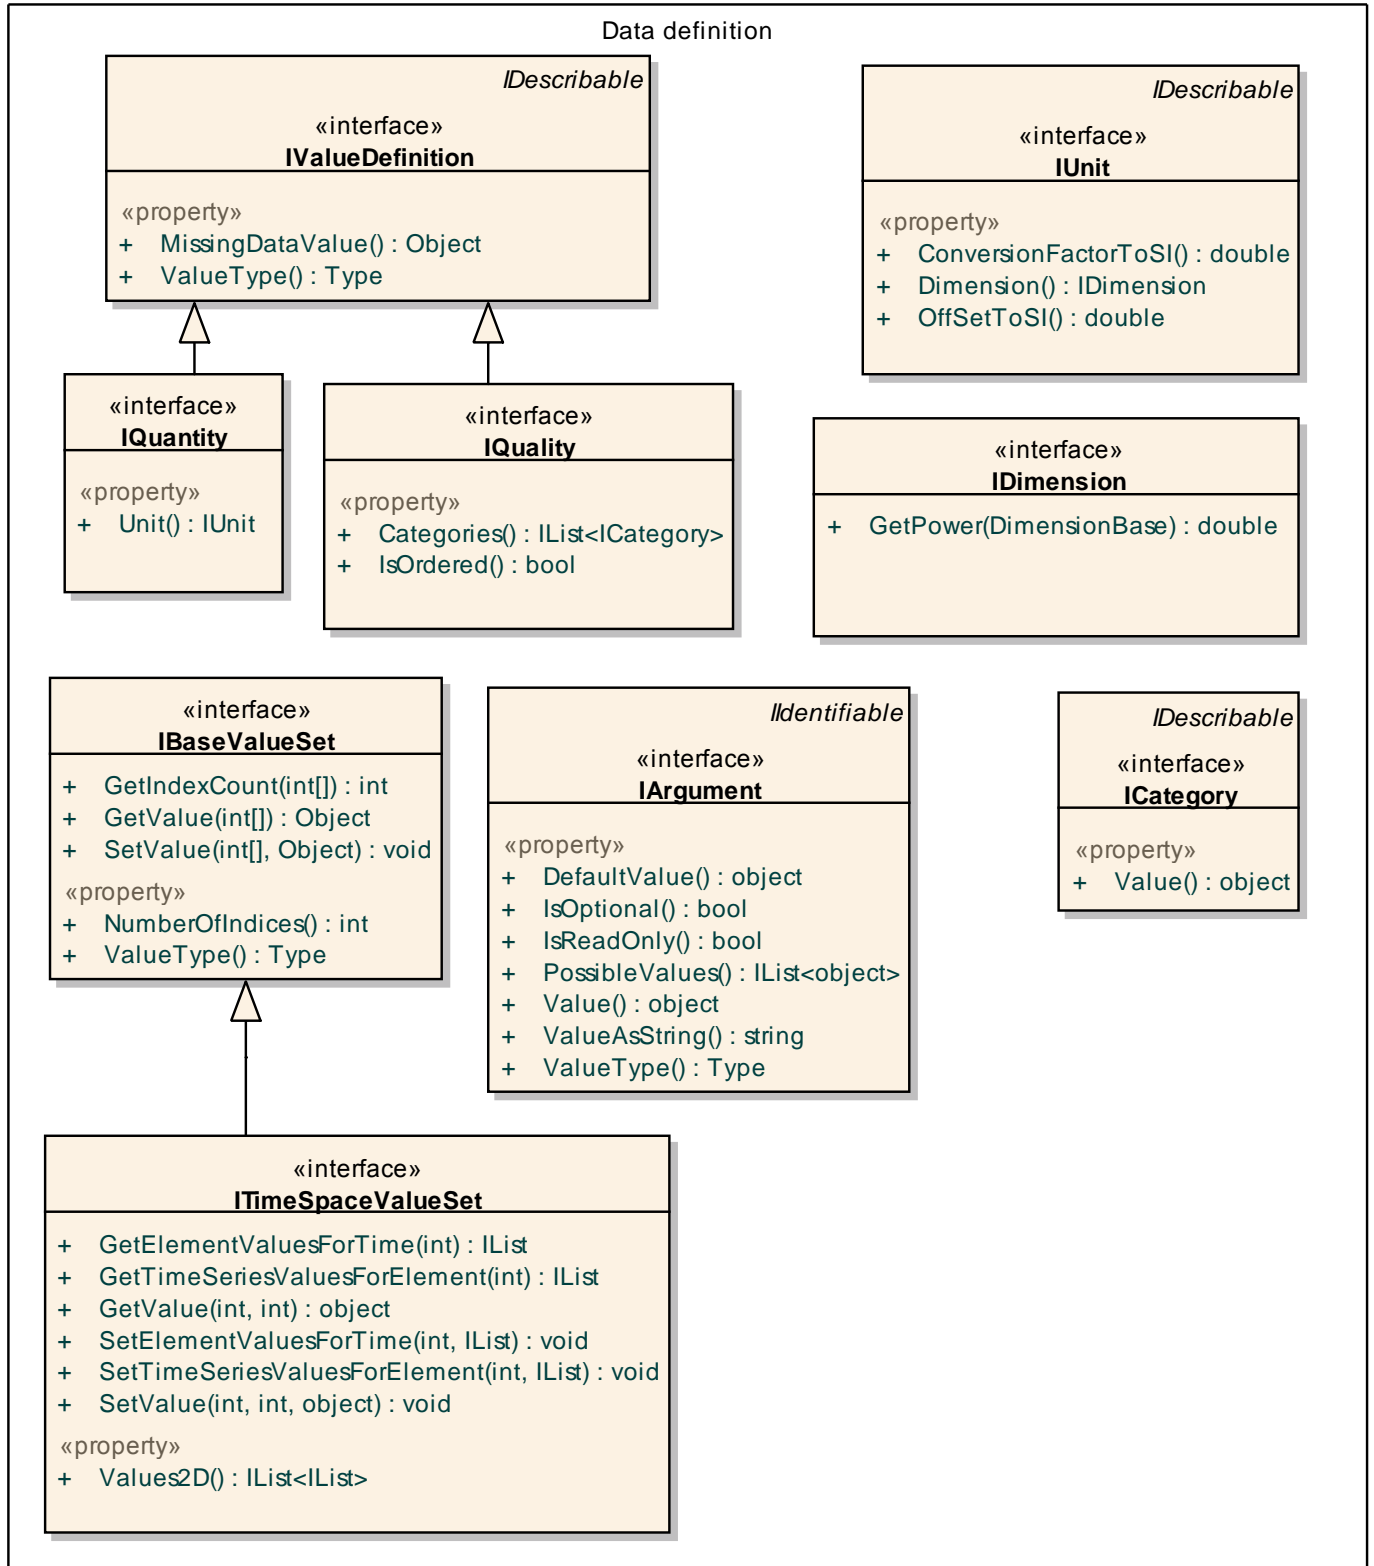 Data definition
IDescribable
«interface»
IValueDefinition
«property»
+ MissingDataValue() : Object
+ ValueType() : Type
IDescribable
«interface»
IUnit
«property»
+ ConversionFactorToSI() : double
+ Dimension() : IDimension
+ OffSetToSI() : double
«interface»
IQuantity
«property»
+ Unit() : IUnit
«interface»
IQuality
«property»
+ Categories() : IList<ICategory>
+ IsOrdered() : bool
«interface»
IDimension
+ GetPower(DimensionBase) : double
«interface»
IBaseValueSet
+ GetIndexCount(int[]) : int
+ GetValue(int[]) : Object
+ SetValue(int[], Object) : void
«property»
+ NumberOfIndices() : int
+ ValueType() : Type
IIdentifiable
«interface»
IArgument
«property»
+ DefaultValue() : object
+ IsOptional() : bool
+ IsReadOnly() : bool
+ PossibleValues() : IList<object>
+ Value() : object
+ ValueAsString() : string
+ ValueType() : Type
IDescribable
«interface»
ICategory
«property»
+ Value() : object
«interface»
ITimeSpaceValueSet
+ GetElementValuesForTime(int) : IList
+ GetTimeSeriesValuesForElement(int) : IList
+ GetValue(int, int) : object
+ SetElementValuesForTime(int, IList) : void
+ SetTimeSeriesValuesForElement(int, IList) : void
+ SetValue(int, int, object) : void
«property»
+ Values2D() : IList<IList>